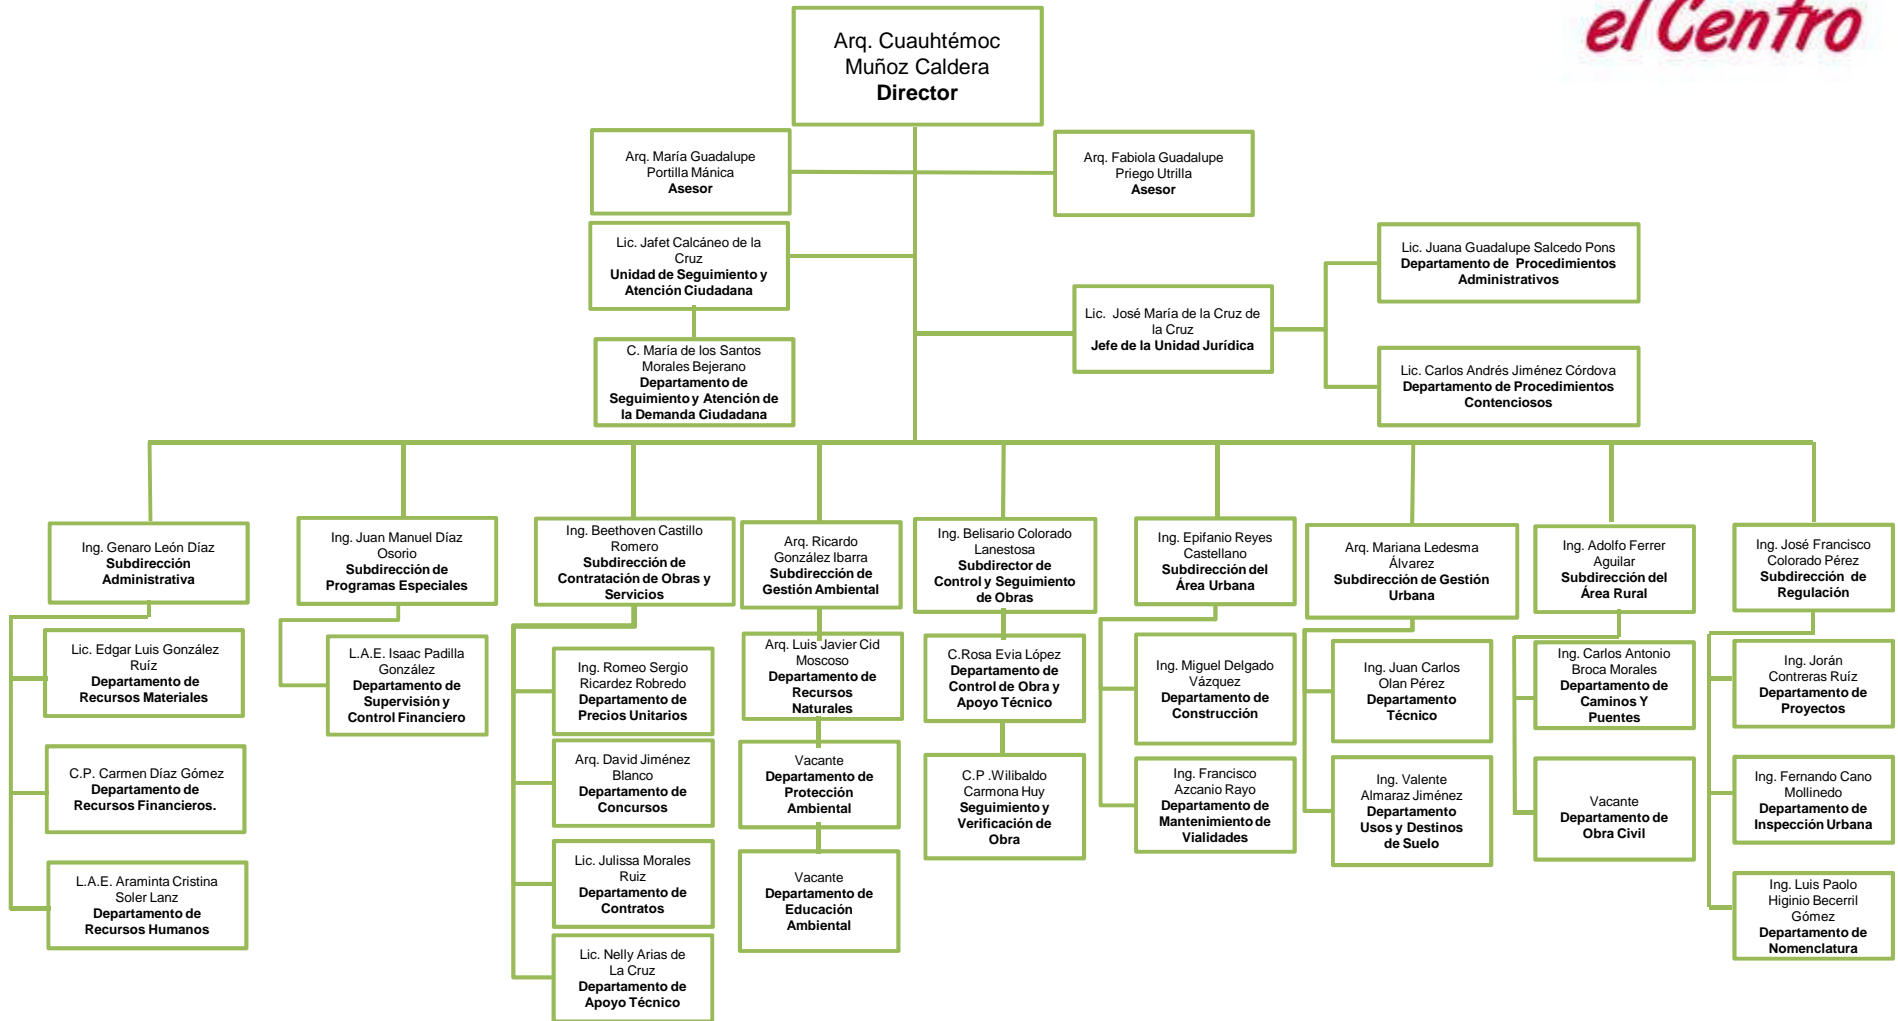 el Centro
Arq. Cuauhtémoc
Muñoz Caldera
Director
Arq. María Guadalupe
Portilla Mánica
Asesor
Arq. Fabiola Guadalupe
Priego Utrilla
Asesor
Lic. Jafet Calcáneo de la
Cruz
Unidad de Seguimiento y
Atención Ciudadana
Lic. Juana Guadalupe Salcedo Pons
Departamento de Procedimientos
Administrativos
Lic. José María de la Cruz de
la Cruz
Jefe de la Unidad Jurídica
C. María de los Santos
Morales Bejerano
Departamento de
Seguimiento y Atención de
la Demanda Ciudadana
Lic. Carlos Andrés Jiménez Córdova
Departamento de Procedimientos
Contenciosos
Ing. Genaro León Díaz
Subdirección
Administrativa
Lic. Edgar Luis González
Ruíz
Departamento de
Recursos Materiales
C.P. Carmen Díaz Gómez
Departamento de
Recursos Financieros.
L.A.E. Araminta Cristina
Soler Lanz
Departamento de
Recursos Humanos
Ing. Juan Manuel Díaz
Osorio
Subdirección de
Programas Especiales
L.A.E. Isaac Padilla
González
Departamento de
Supervisión y
Control Financiero
Ing. Beethoven Castillo
Romero
Subdirección de
Contratación de Obras y
Servicios
Ing. Romeo Sergio
Ricardez Robredo
Departamento de
Precios Unitarios
Arq. David Jiménez
Blanco
Departamento de
Concursos
Lic. Julissa Morales
Ruiz
Departamento de
Contratos
Lic. Nelly Arias de
La Cruz
Departamento de
Apoyo Técnico
Arq. Ricardo
González Ibarra
Subdirección de
Gestión Ambiental
Arq. Luis Javier Cid
Moscoso
Departamento de
Recursos
Naturales
Vacante
Departamento de
Protección
Ambiental
Vacante
Departamento de
Educación
Ambiental
Ing. Belisario Colorado
Lanestosa
Subdirector de
Control y Seguimiento
de Obras
C.Rosa Evia López
Departamento de
Control de Obra y
Apoyo Técnico
C.P .Wilibaldo
Carmona Huy
Seguimiento y
Verificación de
Obra
Ing. Epifanio Reyes
Castellano
Subdirección del
Área Urbana
Ing. Miguel Delgado
Vázquez
Departamento de
Construcción
Ing. Francisco
Azcanio Rayo
Departamento de
Mantenimiento de
Vialidades
Arq. Mariana Ledesma
Álvarez
Subdirección de Gestión
Urbana
Ing. Juan Carlos
Olan Pérez
Departamento
Técnico
Ing. Valente
Almaraz Jiménez
Departamento
Usos y Destinos
de Suelo
Ing. Adolfo Ferrer
Aguilar
Subdirección del
Área Rural
Ing. Carlos Antonio
Broca Morales
Departamento de
Caminos Y
Puentes
Vacante
Departamento de
Obra Civil
Ing. José Francisco
Colorado Pérez
Subdirección de
Regulación
Ing. Jorán
Contreras Ruíz
Departamento de
Proyectos
Ing. Fernando Cano
Mollinedo
Departamento de
Inspección Urbana
Ing. Luis Paolo
Higinio Becerril
Gómez
Departamento de
Nomenclatura